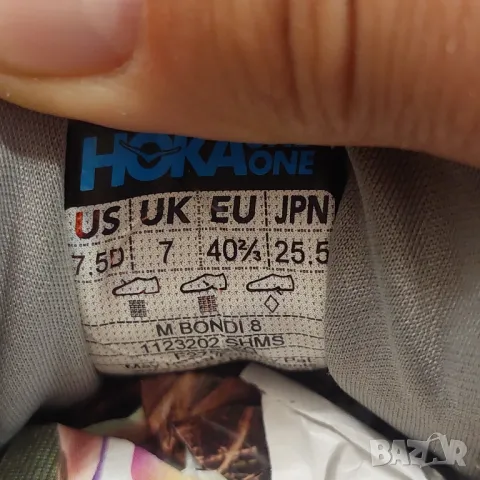 HOKA ONE ONE
US UK EU JPN
7.5D 7 40⅔ 25.5
M BONDI 8
1123202 SHMS
BAZAR